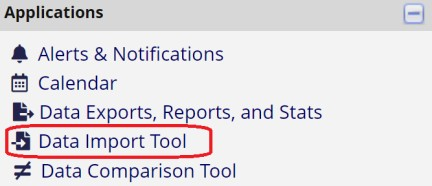 Applications
Alerts & Notifications
Calendar
Data Exports, Reports, and Stats
Data Import Tool
Data Comparison Tool